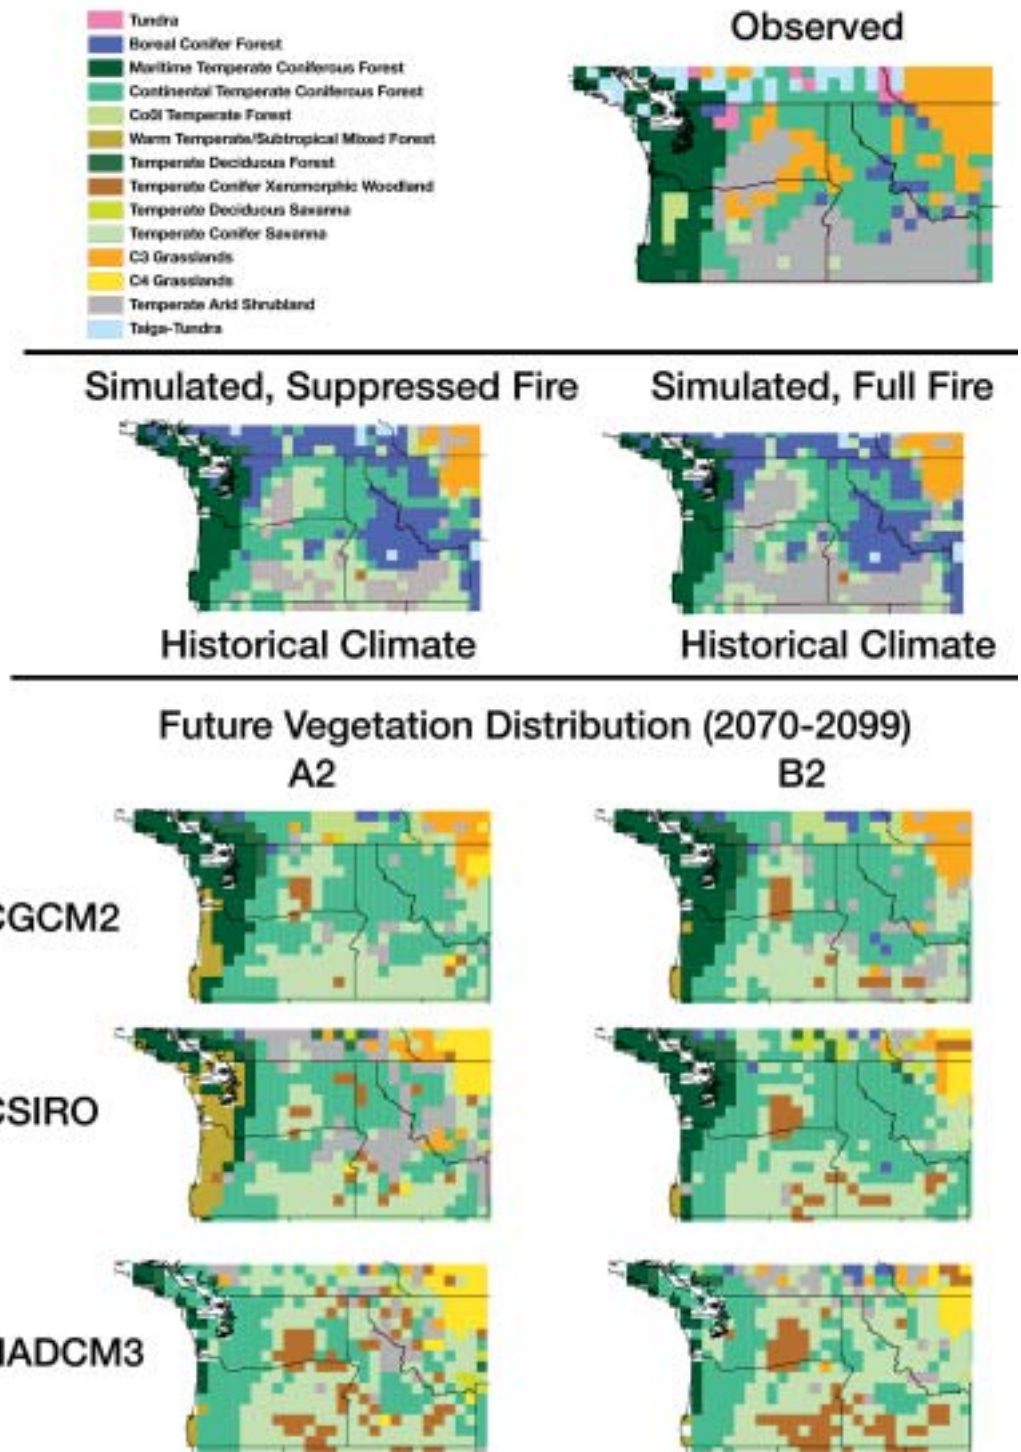 Tundra
Boreal Conifer Forest
Maritime Temperate Coniferous Forest
Continental Temperate Coniferous Forest
Cool Temperate Forest
Warm Temperate/Subtropical Mixed Forest
Temperate Deciduous Forest
Temperate Conifer Xeromorphic Woodland
Temperate Deciduous Savanna
Temperate Conifer Savanna
C3 Grasslands
C4 Grasslands
Temperate Arid Shrubland
Taiga-Tundra
Observed
Simulated, Suppressed Fire
Simulated, Full Fire
Historical Climate
Historical Climate
Future Vegetation Distribution (2070-2099)
A2
B2
CGCM2
CSIRO
HADCM3